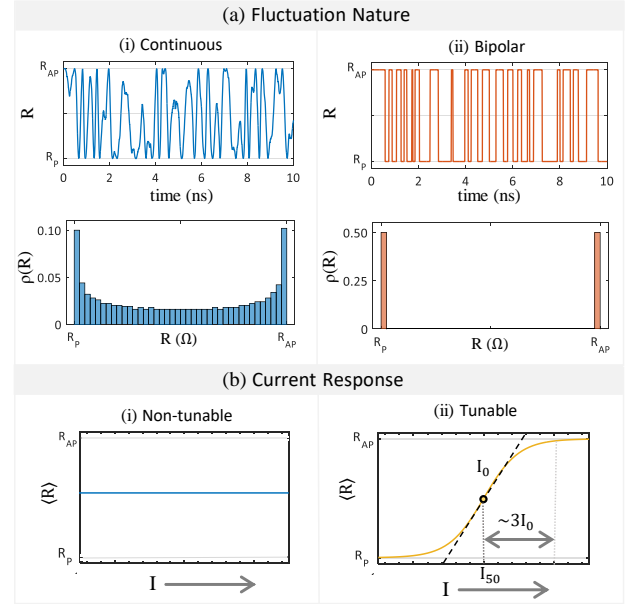 (a) Fluctuation Nature
(i) Continuous
R_AP
R
R_P
0 2 4 6 8 10
time (ns)
(ii) Bipolar
R_AP
R
R_P
0 2 4 6 8 10
time (ns)
0.10
0.05
0
ρ(R)
R_P R (Ω) R_AP
0.50
0.25
0
ρ(R)
R_P R (Ω) R_AP
(b) Current Response
(i) Non-tunable
R_AP
⟨R⟩
R_P
I
(ii) Tunable
R_AP
⟨R⟩
R_P
I_0
~3I_0
I_50
I